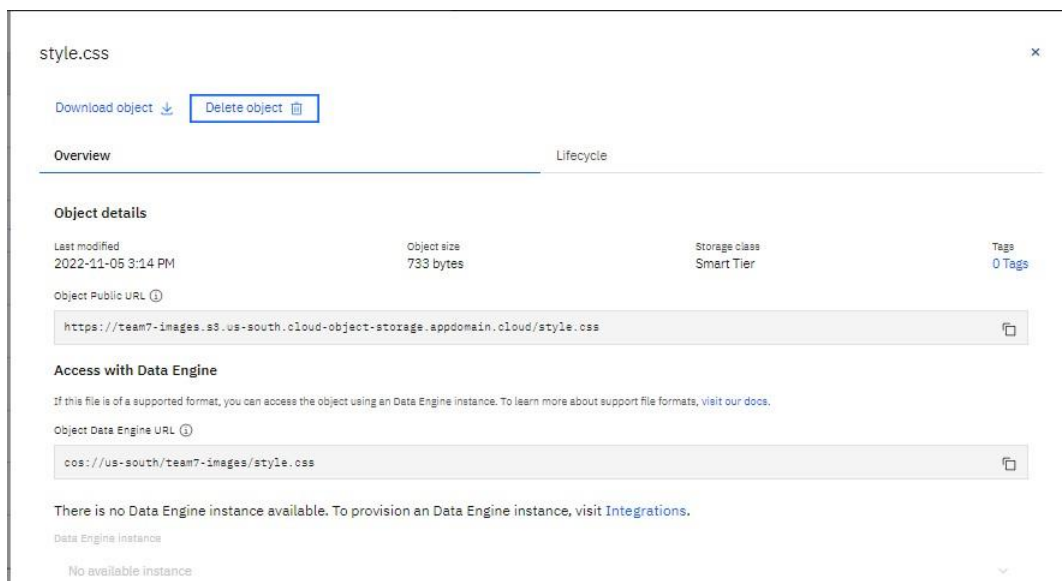 style.css
Download object
Delete object
Overview
Lifecycle
Object details
Last modified
Object size
Storage class
Tags
2022-11-05 3:14 PM
733 bytes
Smart Tier
0 Tags
Object Public URL
https://team7-images.s3.us-south.cloud-object-storage.appdomain.cloud/style.css
Access with Data Engine
If this file is of a supported format, you can access the object using an Data Engine instance. To learn more about support file formats, visit our docs.
Object Data Engine URL
cos://us-south/team7-images/style.css
There is no Data Engine instance available. To provision an Data Engine instance, visit Integrations.
Data Engine instance
No available instance